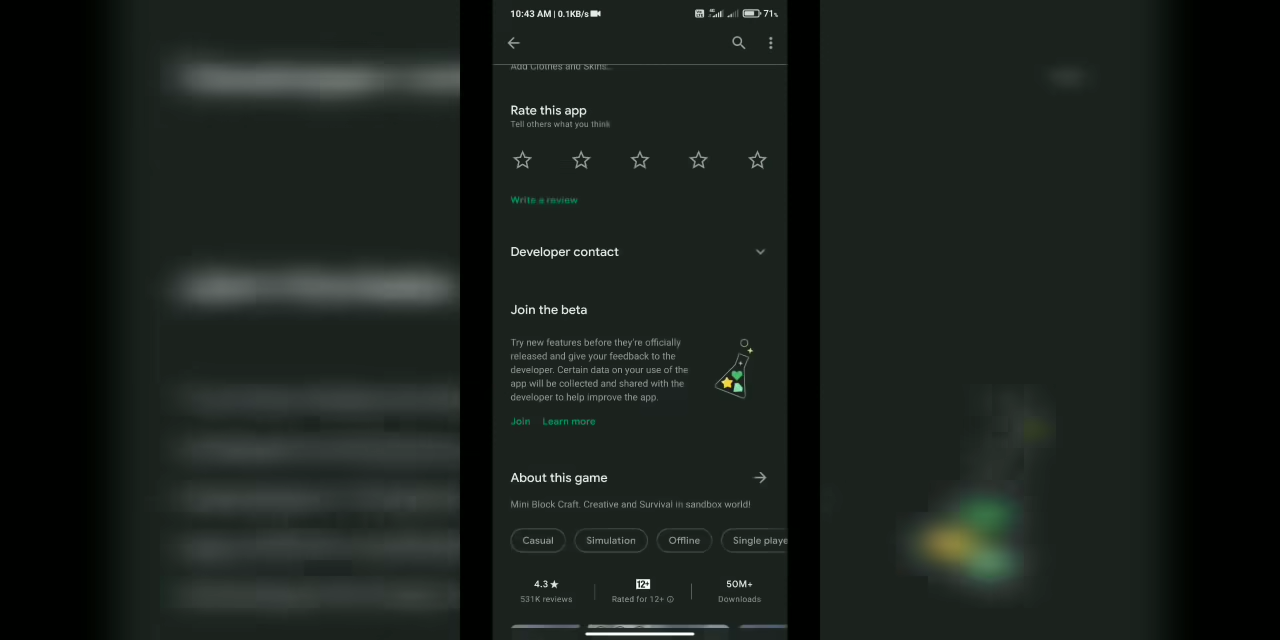 10:43 AM | 0.1KB/s
71%
Add Clothes and Skins..
Rate this app
Tell others what you think
Write a review
Developer contact
Join the beta
Try new features before they're officially
released and give your feedback to the
developer. Certain data on your use of the
app will be collected and shared with the
developer to help improve the app.
Join Learn more
About this game
Mini Block Craft. Creative and Survival in sandbox world!
Casual Simulation Offline Single playe
4.3★ 12+ 50M+
531K reviews Rated for 12+ Downloads